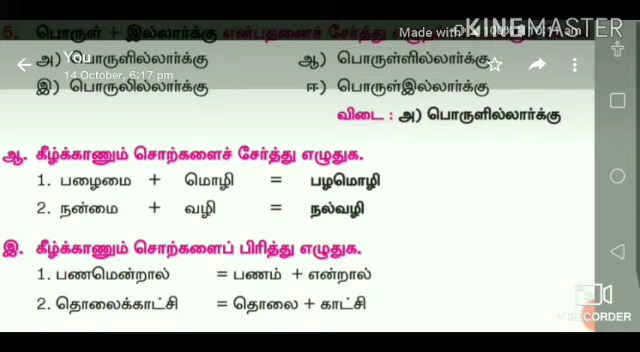 5. பொருள் + இல்லார்க்கு என்பதனைச் சேர்த்து
Made with KINEMASTER
அ) பொருளில்லார்க்கு ஆ) பொருள்ளில்லார்க்கு
You
14 October, 6:17 pm
இ) பொருலில்லார்க்கு ஈ) பொருள்இல்லார்க்கு
விடை : அ) பொருளில்லார்க்கு
ஆ. கீழ்க்காணும் சொற்களைச் சேர்த்து எழுதுக.
1. பழைமை + மொழி = பழமொழி
2. நன்மை + வழி = நல்வழி
இ. கீழ்க்காணும் சொற்களைப் பிரித்து எழுதுக.
1. பணமென்றால் = பணம் + என்றால்
2. தொலைக்காட்சி = தொலை + காட்சி
RECORDER